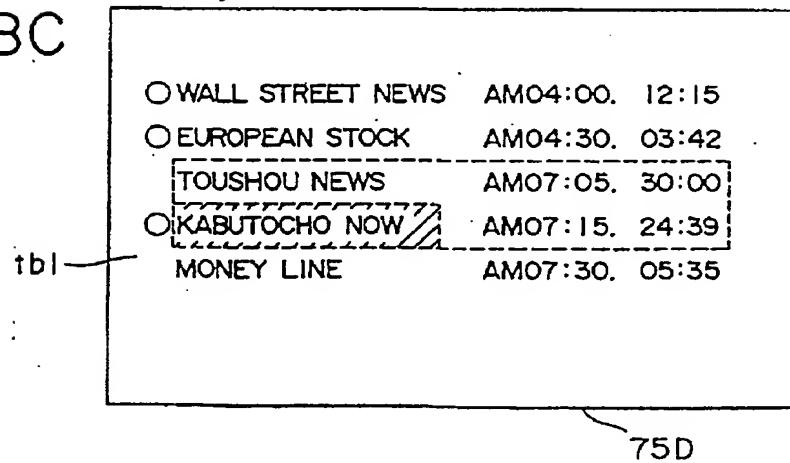 BC
○ WALL STREET NEWS AM04:00. 12:15
○ EUROPEAN STOCK AM04:30. 03:42
TOUSHOU NEWS AM07:05. 30:00
○ KABUTOCHO NOW AM07:15. 24:39
tbl
MONEY LINE AM07:30. 05:35
75D